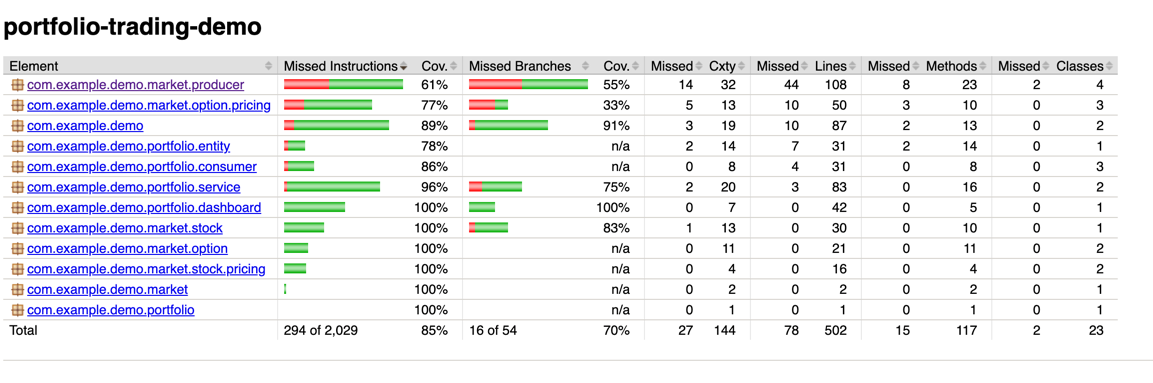 portfolio-trading-demo
Element Missed Instructions Cov. Missed Branches Cov. Missed Cxty Missed Lines Missed Methods Missed Classes
com.example.demo.market.producer 61% 55% 14 32 44 108 8 23 2 4
com.example.demo.market.option.pricing 77% 33% 5 13 10 50 3 10 0 3
com.example.demo 89% 91% 3 19 10 87 2 13 0 2
com.example.demo.portfolio.entity 78% n/a 2 14 7 31 2 14 0 1
com.example.demo.portfolio.consumer 86% n/a 0 8 4 31 0 8 0 3
com.example.demo.portfolio.service 96% 75% 2 20 3 83 0 16 0 2
com.example.demo.portfolio.dashboard 100% 100% 0 7 0 42 0 5 0 1
com.example.demo.market.stock 100% 83% 1 13 0 30 0 10 0 1
com.example.demo.market.option 100% n/a 0 11 0 21 0 11 0 2
com.example.demo.market.stock.pricing 100% n/a 0 4 0 16 0 4 0 2
com.example.demo.market 100% n/a 0 2 0 2 0 2 0 1
com.example.demo.portfolio 100% n/a 0 1 0 1 0 1 0 1
Total 294 of 2,029 85% 16 of 54 70% 27 144 78 502 15 117 2 23